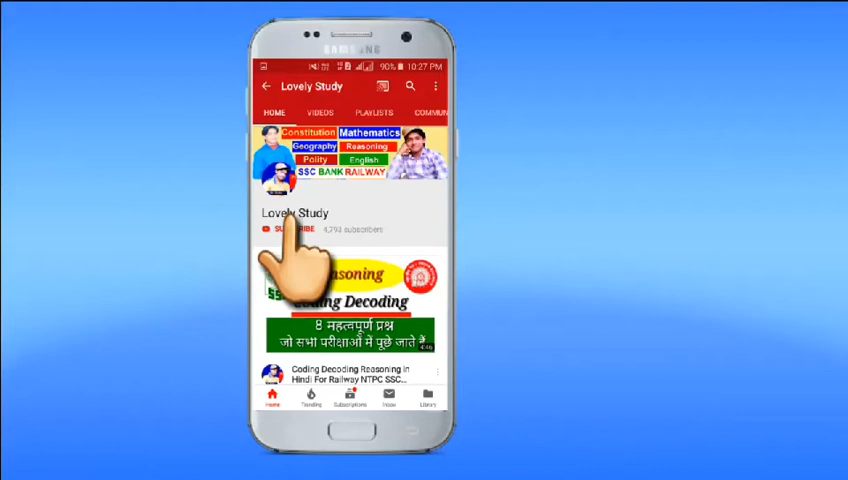 SAMSUNG
90% 10:27 PM
Lovely Study
HOME VIDEOS PLAYLISTS COMMUN
Constitution Mathematics
Geography Reasoning
Polity English
SSC BANK RAILWAY
Lovely Study
4,793 subscribers
Coding Decoding
8 महत्वपूर्ण प्रश्न
जो सभी परीक्षाओं में पूछे जाते हैं
4:46
Coding Decoding Reasoning in
Hindi For Railway NTPC SSC...
Home Trending Subscriptions Inbox Library